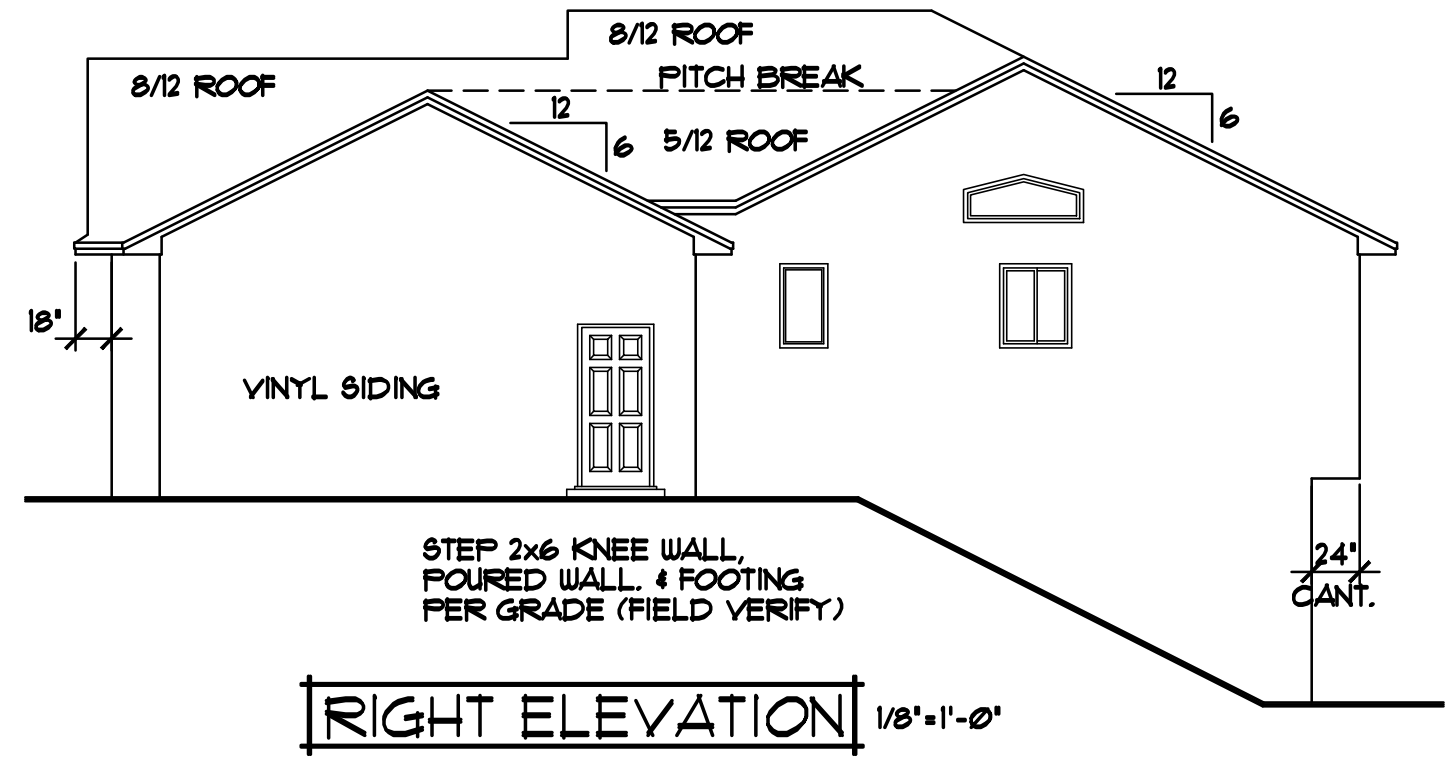 8/12 ROOF
8/12 ROOF
PITCH BREAK
12
6
5/12 ROOF
12
6
18"
VINYL SIDING
STEP 2x6 KNEE WALL,
POURED WALL. & FOOTING
PER GRADE (FIELD VERIFY)
24"
CANT.
RIGHT ELEVATION
1/8"=1'-0"